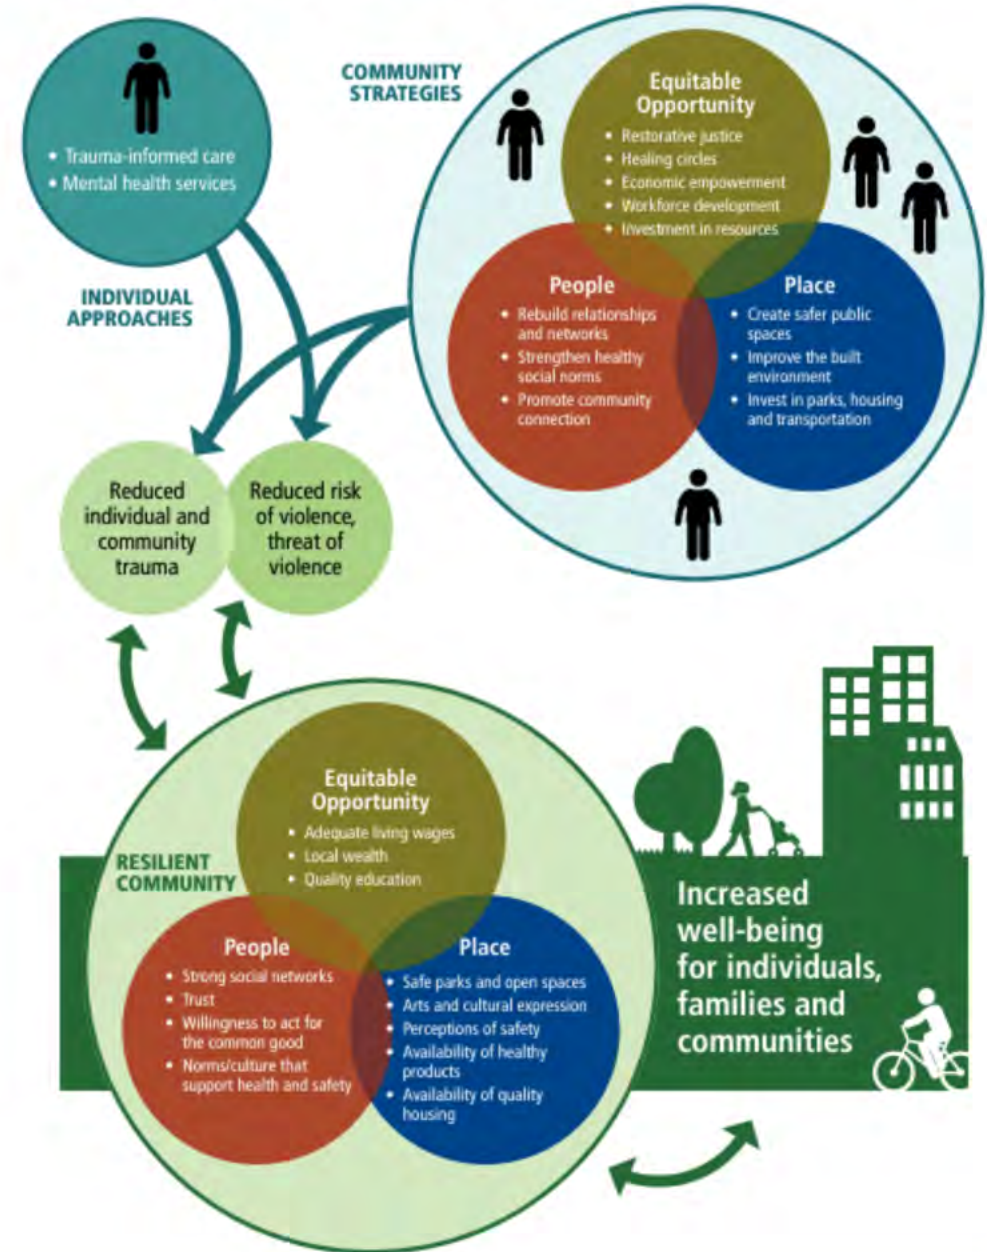 • Trauma-informed care
• Mental health services
INDIVIDUAL
APPROACHES
COMMUNITY
STRATEGIES
Equitable
Opportunity
• Restorative justice
• Healing circles
• Economic empowerment
• Workforce development
• Investment in resources
People
• Rebuild relationships
and networks
• Strengthen healthy
social norms
• Promote community
connection
Place
• Create safer public
spaces
• Improve the built
environment
• Invest in parks, housing
and transportation
Reduced
individual and
community
trauma
Reduced risk
of violence,
threat of
violence
RESILIENT
COMMUNITY
Equitable
Opportunity
• Adequate living wages
• Local wealth
• Quality education
People
• Strong social networks
• Trust
• Willingness to act for
the common good
• Norms/culture that
support health and safety
Place
• Safe parks and open spaces
• Arts and cultural expression
• Perceptions of safety
• Availability of healthy
products
• Availability of quality
housing
Increased
well-being
for individuals,
families and
communities